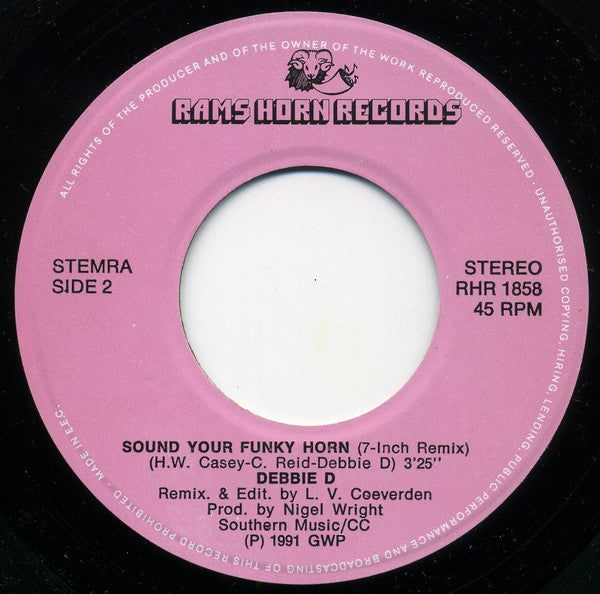 ALL RIGHTS OF THE PRODUCER AND OF THE OWNER OF THE WORK REPRODUCED RESERVED · UNAUTHORISED COPYING, HIRING, LENDING, PUBLIC PERFORMANCE AND BROADCASTING OF THIS RECORD PROHIBITED. MADE IN E.E.C.
RAMS HORN RECORDS
STEMRA
SIDE 2
STEREO
RHR 1858
45 RPM
SOUND YOUR FUNKY HORN (7-Inch Remix)
(H.W. Casey-C. Reid-Debbie D) 3'25''
DEBBIE D
Remix. & Edit. by L. V. Coeverden
Prod. by Nigel Wright
Southern Music/CC
(P) 1991 GWP